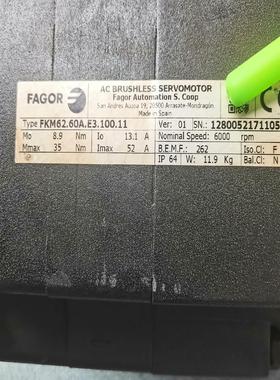 FAGOR
AC BRUSHLESS SERVOMOTOR
Fagor Automation S. Coop
San Andrés Auzoa 19, 20500 Arrasate-Mondragón
Made in Spain
Type FKM62.60A.E3.100.11 Ver: 01 SN.: 1280052171105
Mo 8.9 Nm Io 13.1 A Nominal Speed: 6000 rpm
Mmax 35 Nm Imax 52 A B.E.M.F: 262 Iso.Cl: F
IP 64 W: 11.9 Kg Bal.Cl: N